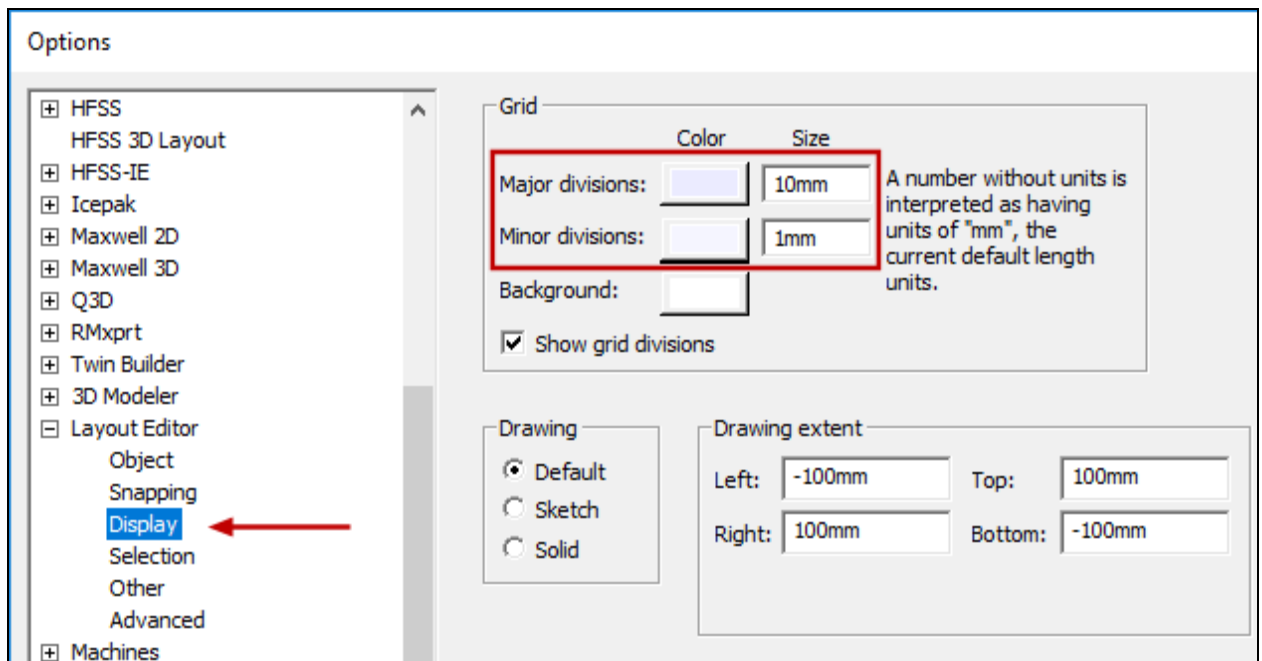 Options
HFSS
HFSS 3D Layout
HFSS-IE
Icepak
Maxwell 2D
Maxwell 3D
Q3D
RMxprt
Twin Builder
3D Modeler
Layout Editor
Object
Snapping
Display
Selection
Other
Advanced
Machines
Grid
Color Size
Major divisions: 10mm
Minor divisions: 1mm
Background:
Show grid divisions
A number without units is
interpreted as having
units of "mm", the
current default length
units.
Drawing
Default
Sketch
Solid
Drawing extent
Left: -100mm Top: 100mm
Right: 100mm Bottom: -100mm